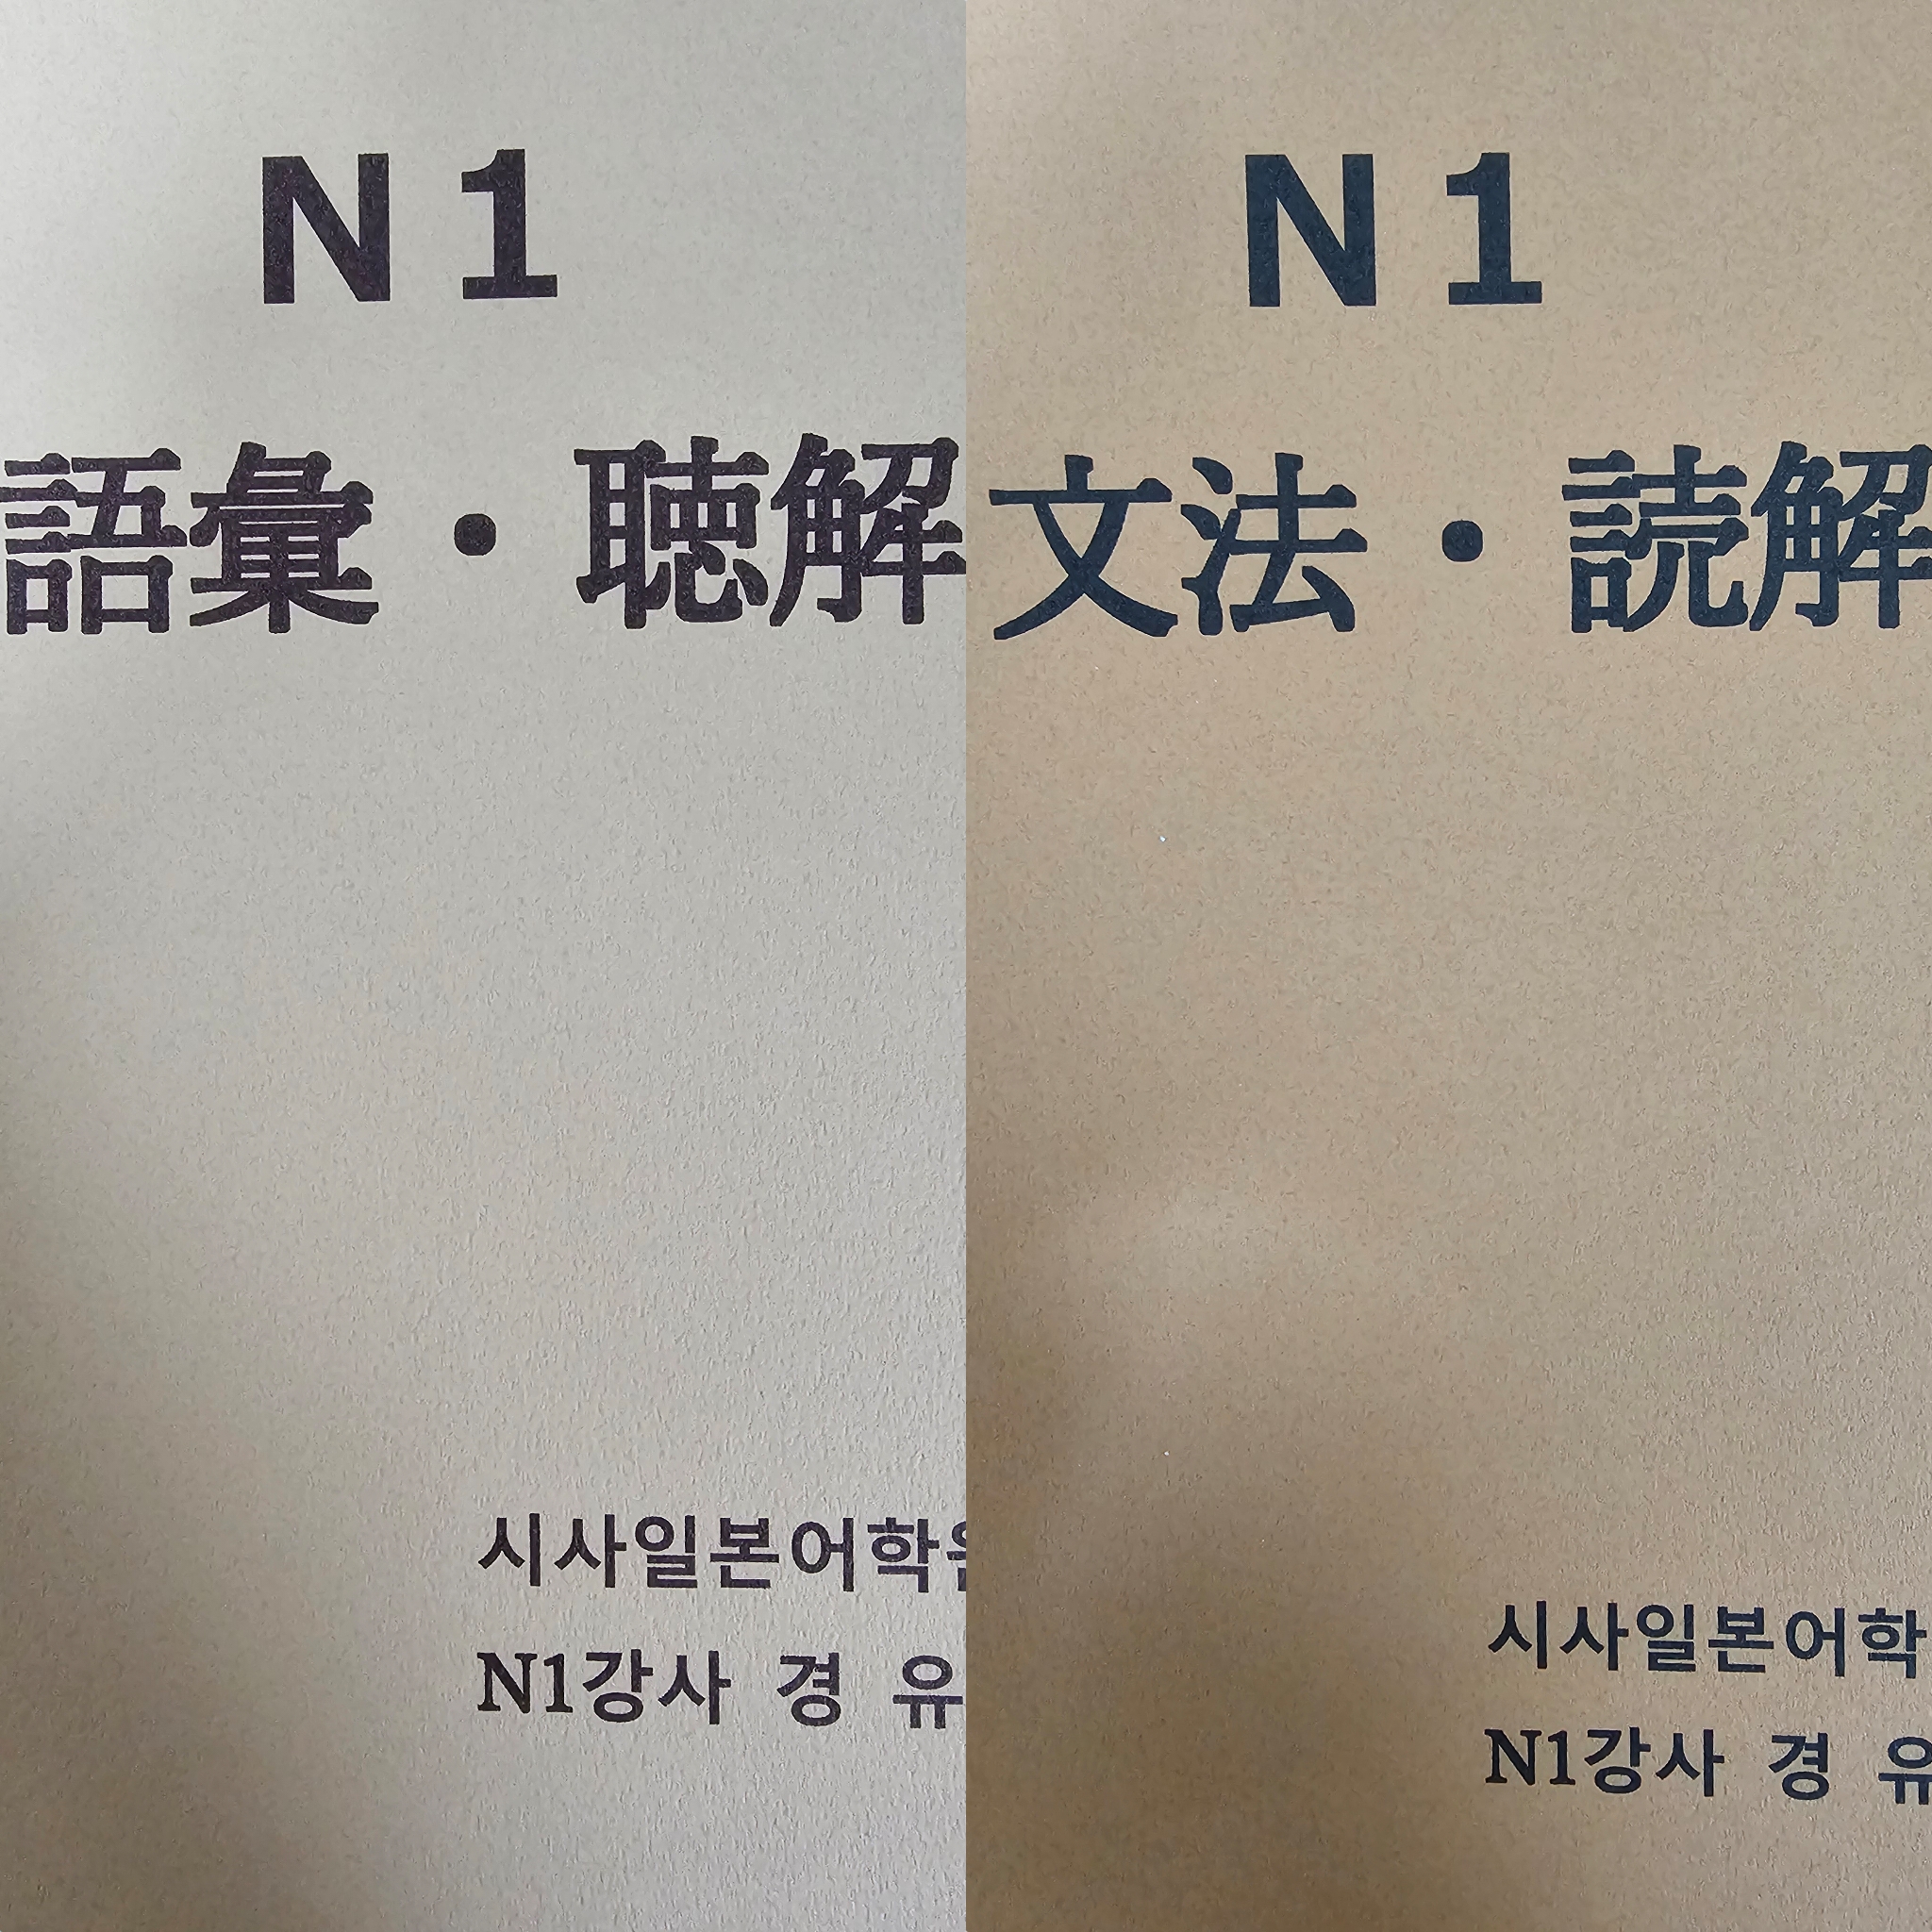 N1
語彙・聴解
시사일본어학원
N1강사 경 유
N1
文法・読解
시사일본어학
N1강사 경 유